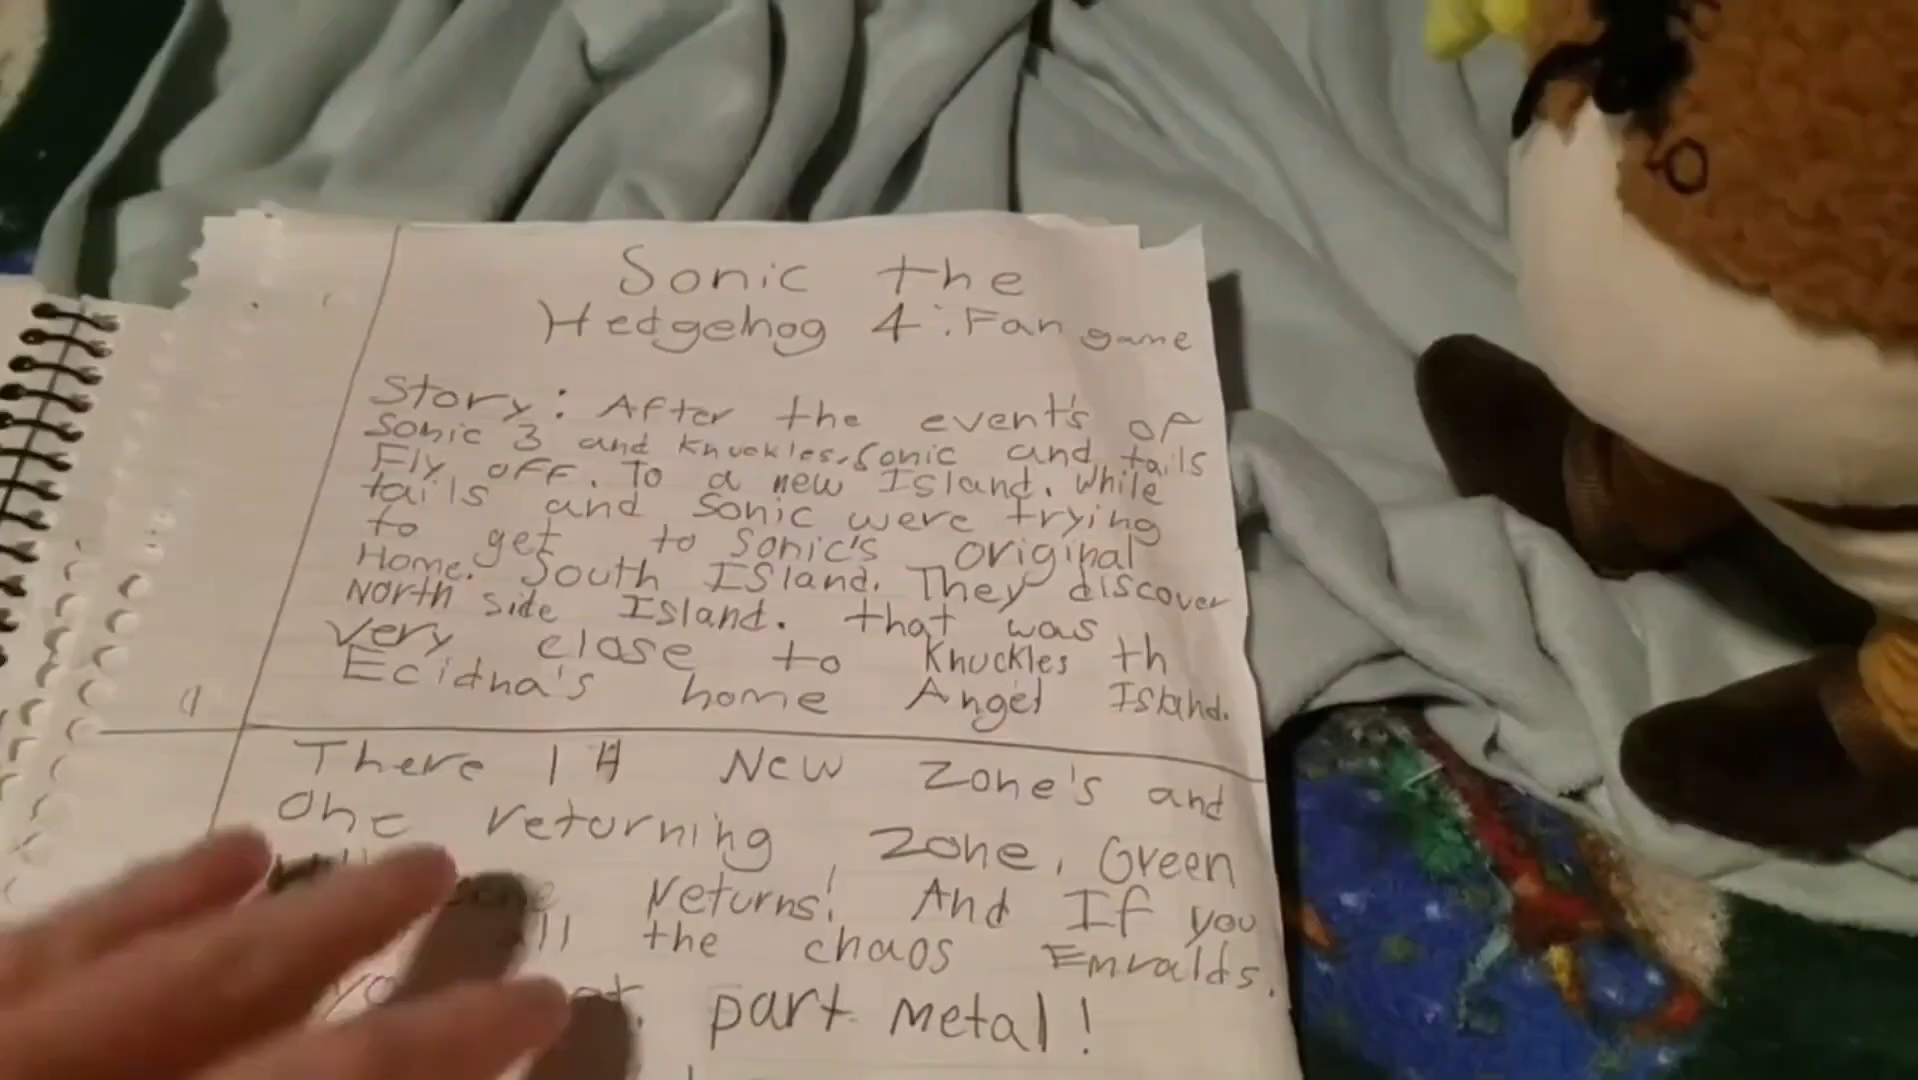 Sonic the
Hedgehog 4: Fan game
Story: After the event's of
Sonic 3 and Knuckles, Sonic and tails
Fly off. To a new Island. While
tails and Sonic were trying
to get to Sonic's original
Home. South Island. They discover
North side Island. that was
very close to Knuckles th
Ecidna's home Angel Island.
There 14 New Zone's and
One returning Zone, Green
returns! And If you
the chaos Emralds.
part Metal!